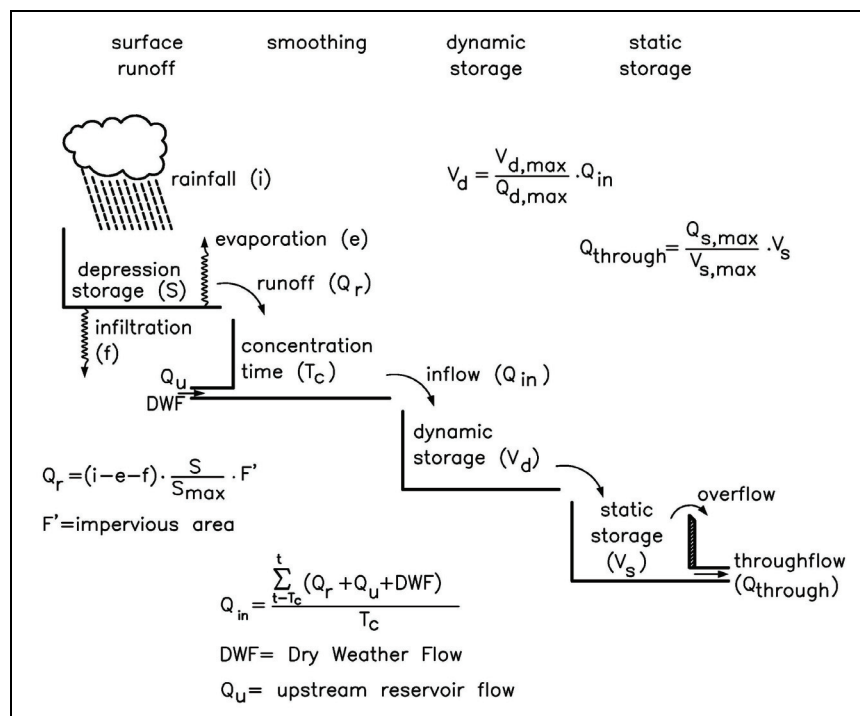 surface runoff
smoothing
dynamic storage
static storage
rainfall (i)
V_d = V_d,max / Q_d,max · Q_in
Q_through = Q_s,max / V_s,max · V_s
evaporation (e)
depression storage (S)
runoff (Q_r)
infiltration (f)
concentration time (T_c)
Q_u
DWF
inflow (Q_in)
dynamic storage (V_d)
Q_r = (i-e-f) · S / S_max · F'
F'=impervious area
static storage (V_s)
overflow
throughflow (Q_through)
Q_in = ∑ t t-T_c (Q_r + Q_u + DWF) / T_c
DWF= Dry Weather Flow
Q_u= upstream reservoir flow